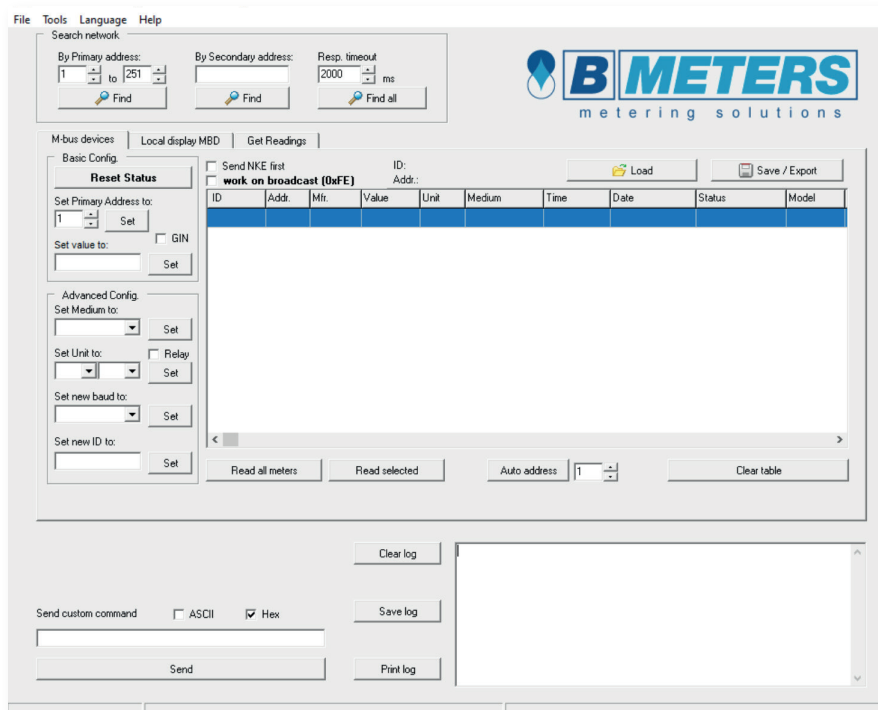 File Tools Language Help
Search network
By Primary address: By Secondary address: Resp. timeout
1 to 251 2000 ms
Find Find Find all
B METERS
metering solutions
M-bus devices Local display MBD Get Readings
Basic Config.
Reset Status
Set Primary Address to:
1 Set
GIN
Set value to:
Set
Advanced Config.
Set Medium to:
Set
Set Unit to: Relay
Set
Set new baud to:
Set
Set new ID to:
Set
Send NKE first ID:
work on broadcast (0xFE) Addr.:
Load Save / Export
ID Addr. Mfr. Value Unit Medium Time Date Status Model
Read all meters Read selected Auto address 1 Clear table
Clear log
Send custom command ASCII Hex Save log
Send Print log